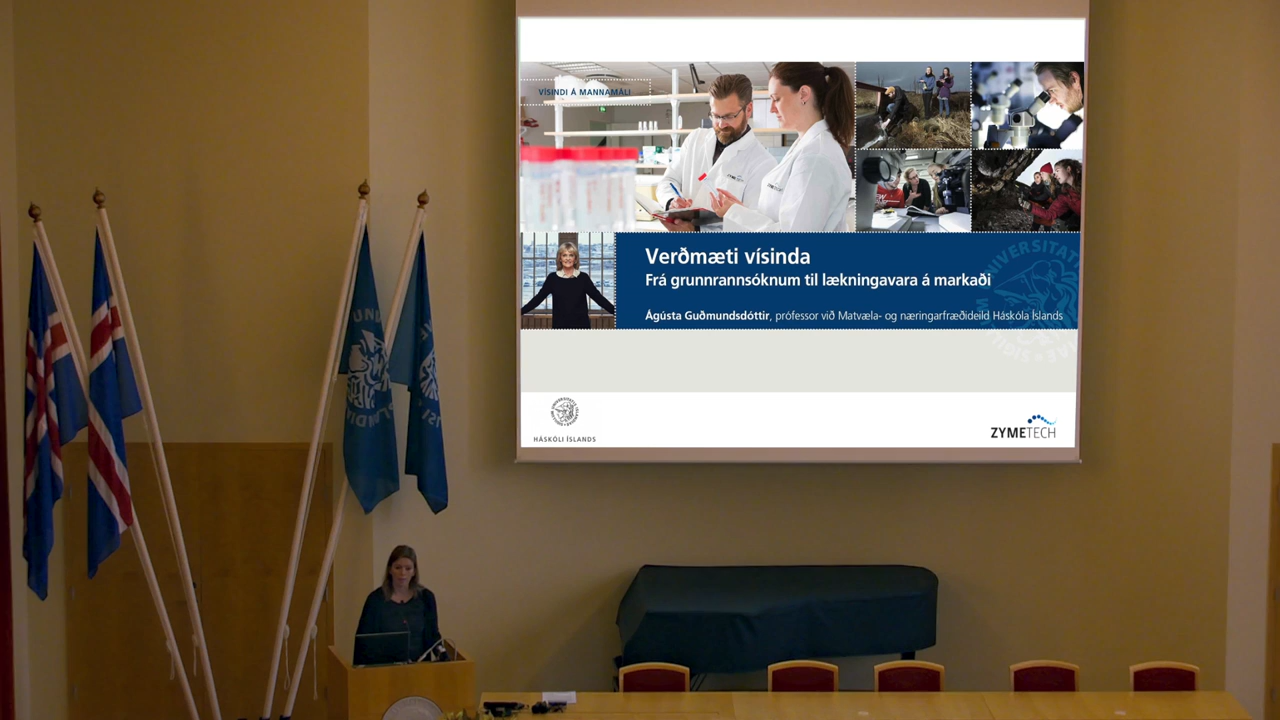 VÍSINDI Á MANNAMÁLI
Verðmæti vísinda
Frá grunnrannsóknum til lækningavara á markaði
Ágústa Guðmundsdóttir, prófessor við Matvæla- og næringarfræðideild Háskóla Íslands
HÁSKÓLI ÍSLANDS
ZYMETECH